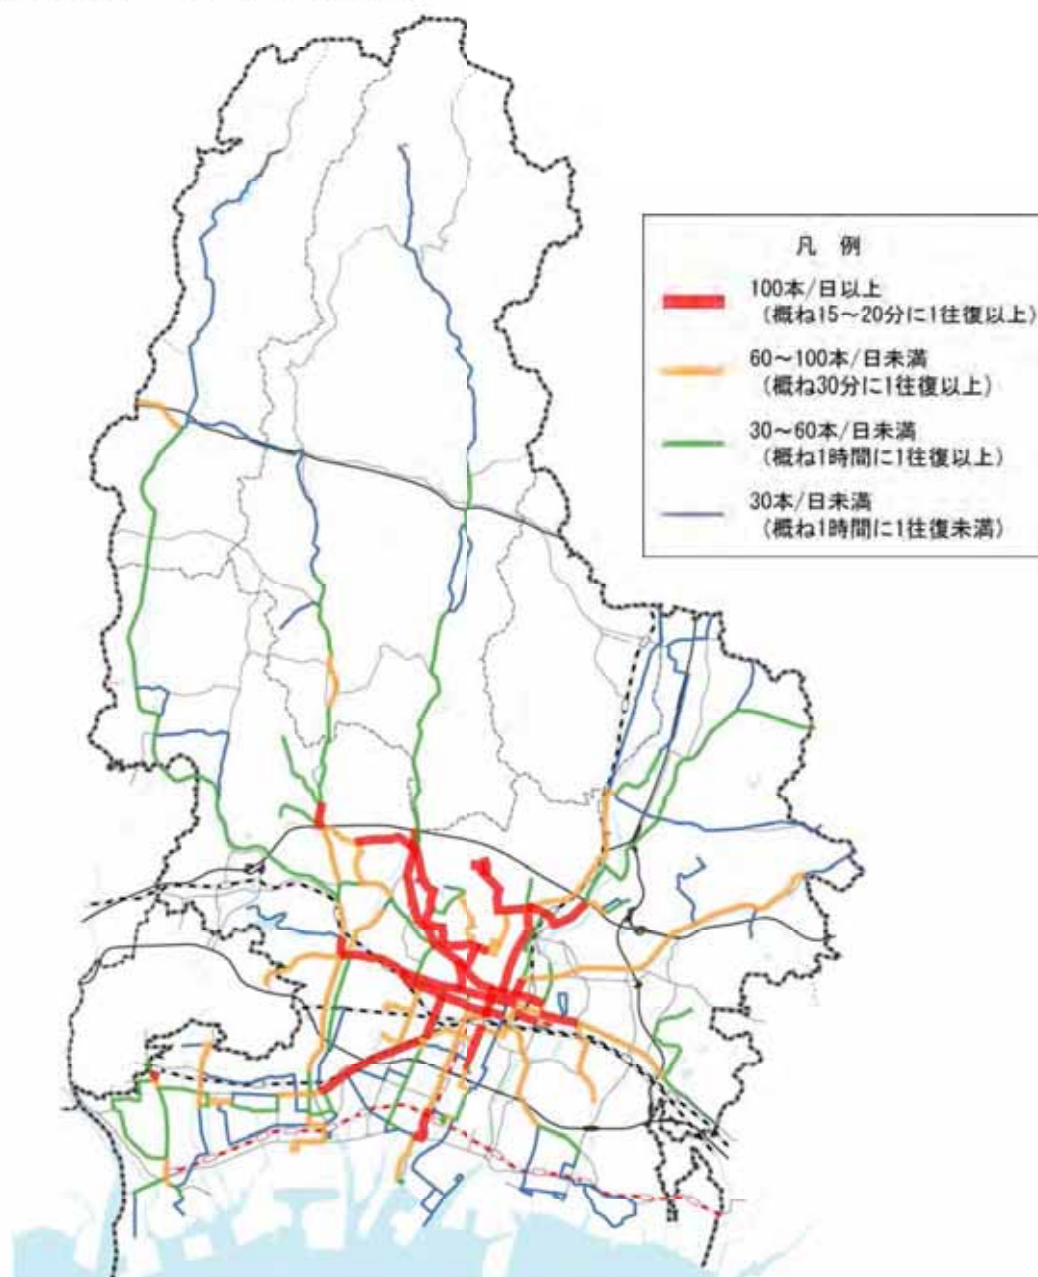 凡 例
100本/日以上
(概ね15～20分に1往復以上)
60～100本/日未満
(概ね30分に1往復以上)
30～60本/日未満
(概ね1時間に1往復以上)
30本/日未満
(概ね1時間に1往復未満)